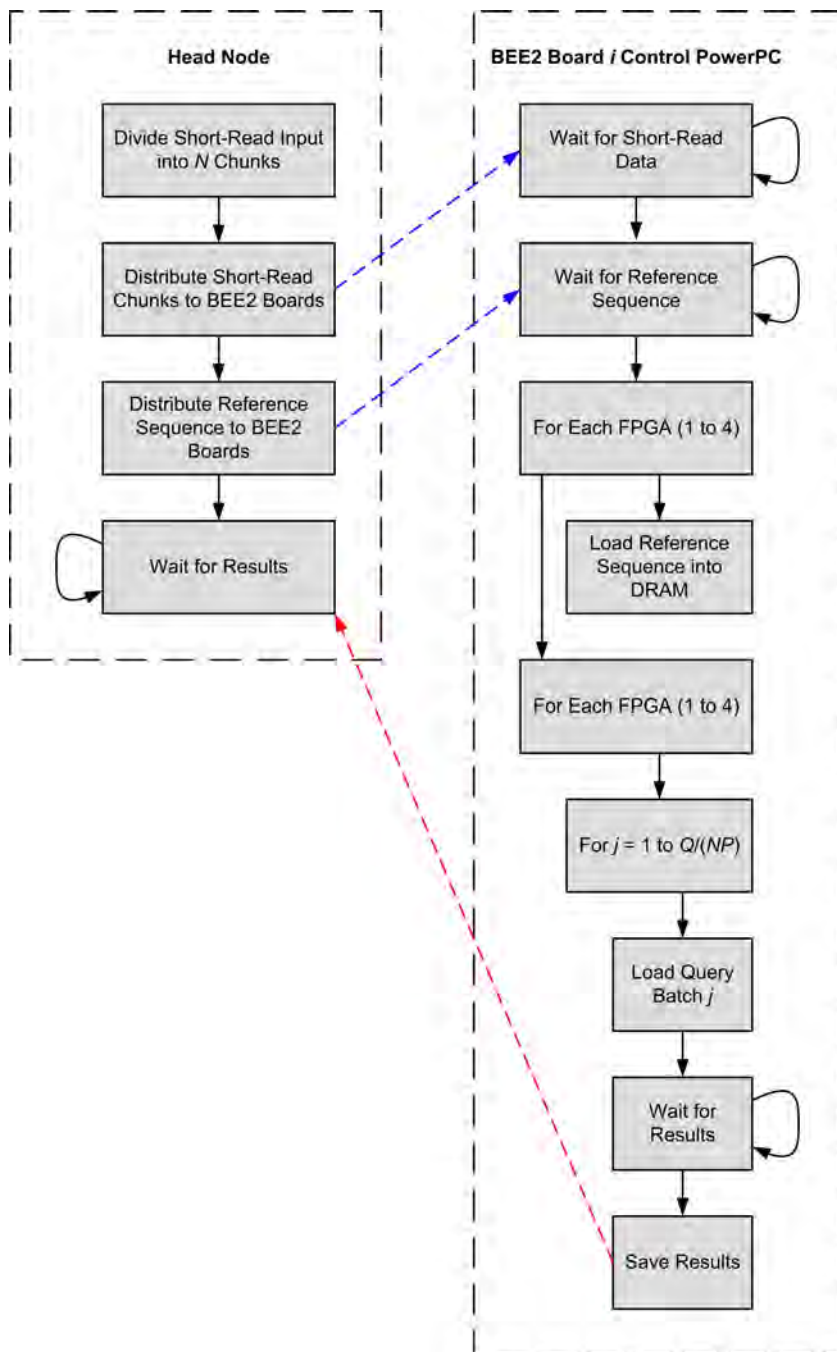 Head Node
Divide Short-Read Input
into N Chunks
Distribute Short-Read
Chunks to BEE2 Boards
Distribute Reference
Sequence to BEE2
Boards
Wait for Results
BEE2 Board i Control PowerPC
Wait for Short-Read
Data
Wait for Reference
Sequence
For Each FPGA (1 to 4)
Load Reference
Sequence into
DRAM
For Each FPGA (1 to 4)
For j = 1 to Q/(NP)
Load Query
Batch j
Wait for
Results
Save Results